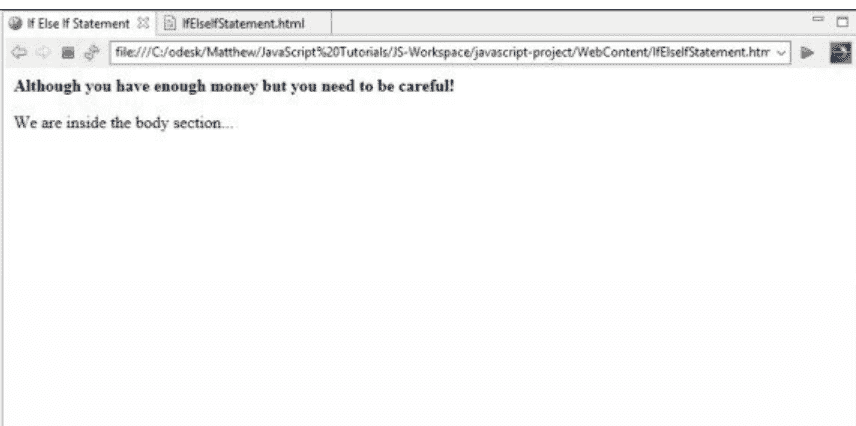 If Else If Statement IfElseIfStatement.html
file:///C:/odesk/Matthew/JavaScript%20Tutorials/JS-Workspace/javascript-project/WebContent/IfElseIfStatement.htm
Although you have enough money but you need to be careful!
We are inside the body section...